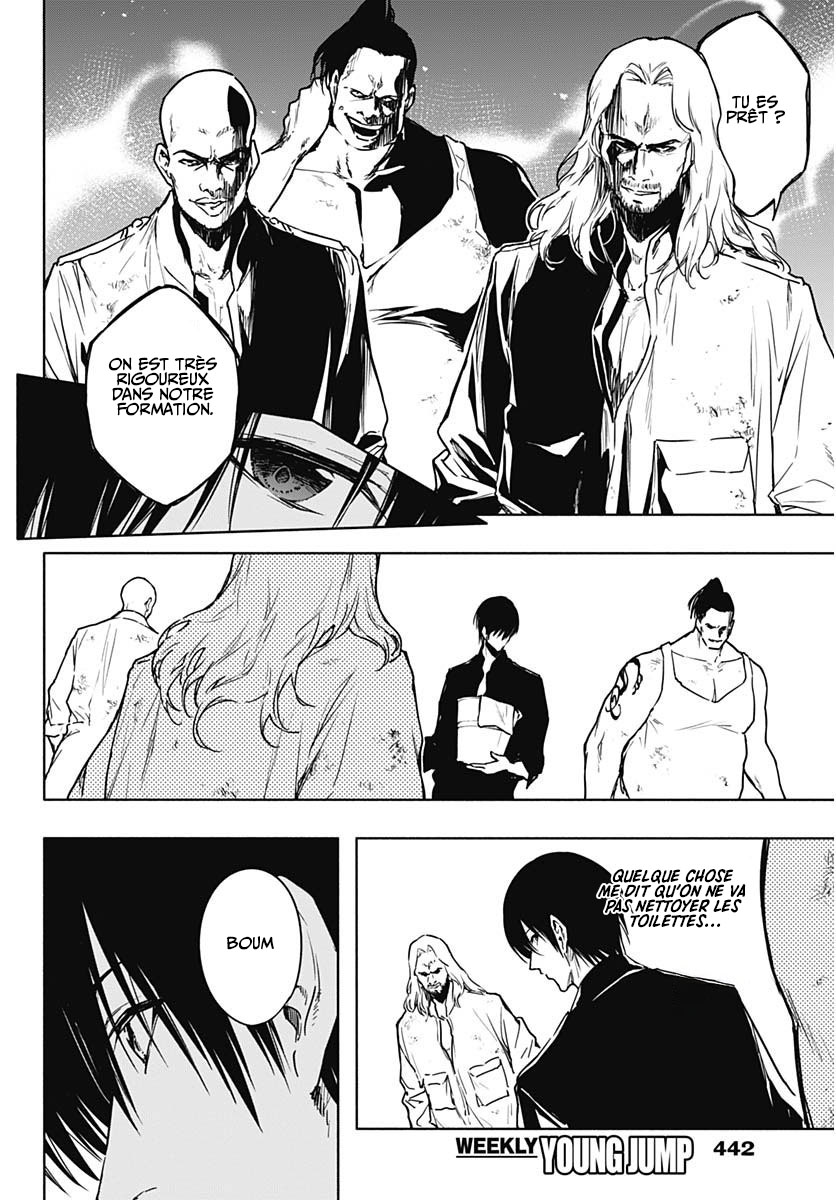 TU ES
PRÊT ?
ON EST TRÈS
RIGOUREUX
DANS NOTRE
FORMATION.
QUELQUE CHOSE
ME DIT QU'ON NE VA
PAS NETTOYER LES
TOILETTES...
BOUM
WEEKLY YOUNG JUMP 442